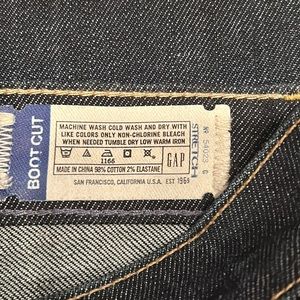 BOOT CUT
MACHINE WASH COLD WASH AND DRY WITH
LIKE COLORS ONLY NON-CHLORINE BLEACH
WHEN NEEDED TUMBLE DRY LOW WARM IRON
1166
MADE IN CHINA 98% COTTON 2% ELASTANE
SAN FRANCISCO, CALIFORNIA U.S.A. EST 1969
GAP
STRETCH